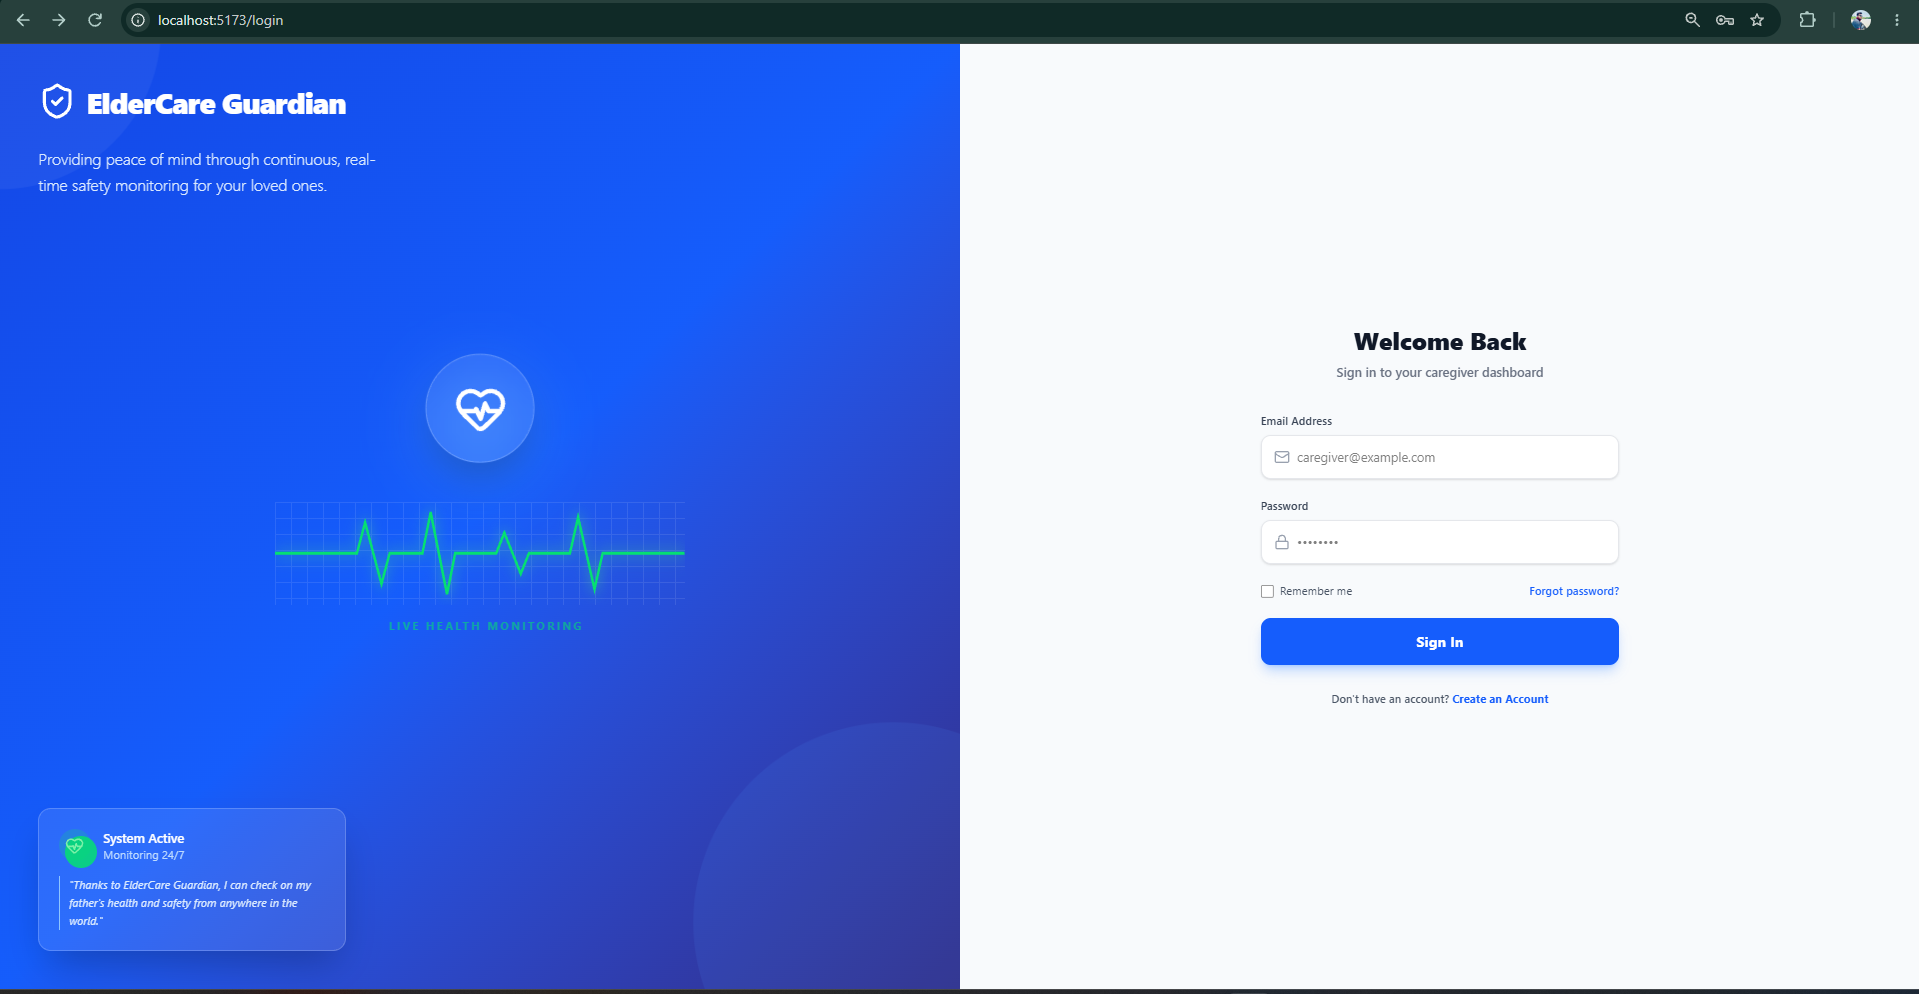 localhost:5173/login
ElderCare Guardian
Providing peace of mind through continuous, real-
time safety monitoring for your loved ones.
LIVE HEALTH MONITORING
System Active
Monitoring 24/7
"Thanks to ElderCare Guardian, I can check on my
father's health and safety from anywhere in the
world."
Welcome Back
Sign in to your caregiver dashboard
Email Address
caregiver@example.com
Password
••••••••
Remember me
Forgot password?
Sign In
Don't have an account? Create an Account